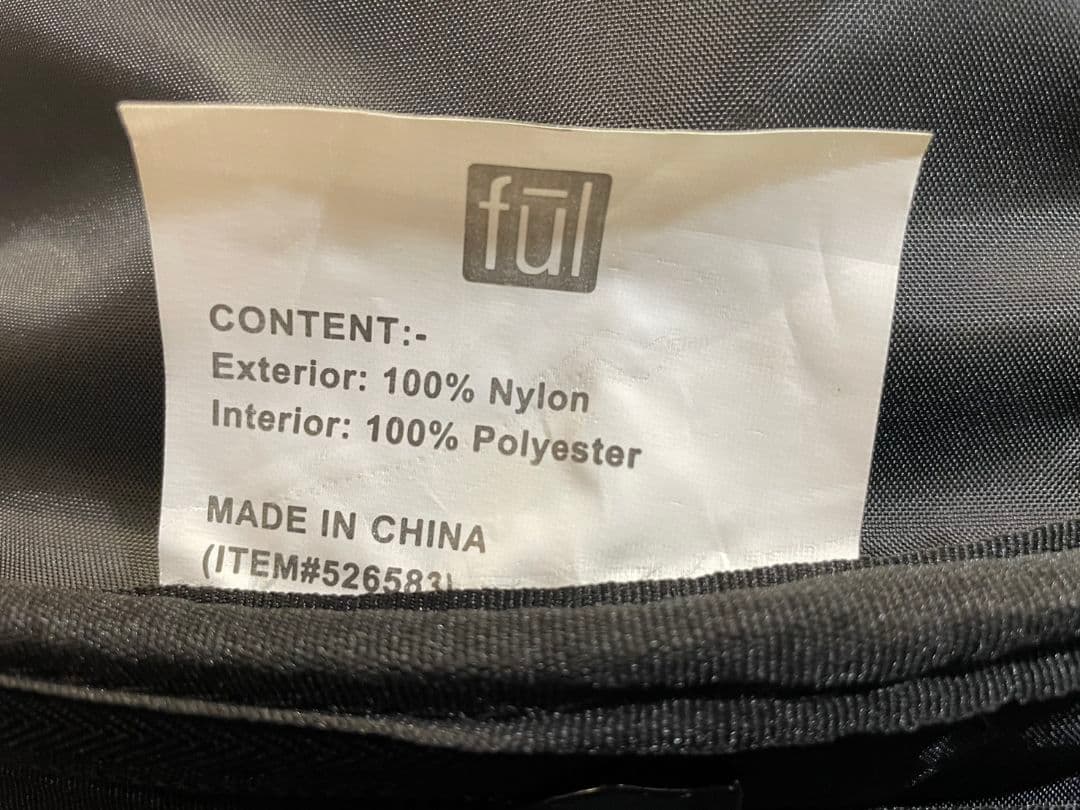 fūl
CONTENT:-
Exterior: 100% Nylon
Interior: 100% Polyester
MADE IN CHINA
(ITEM#526583)